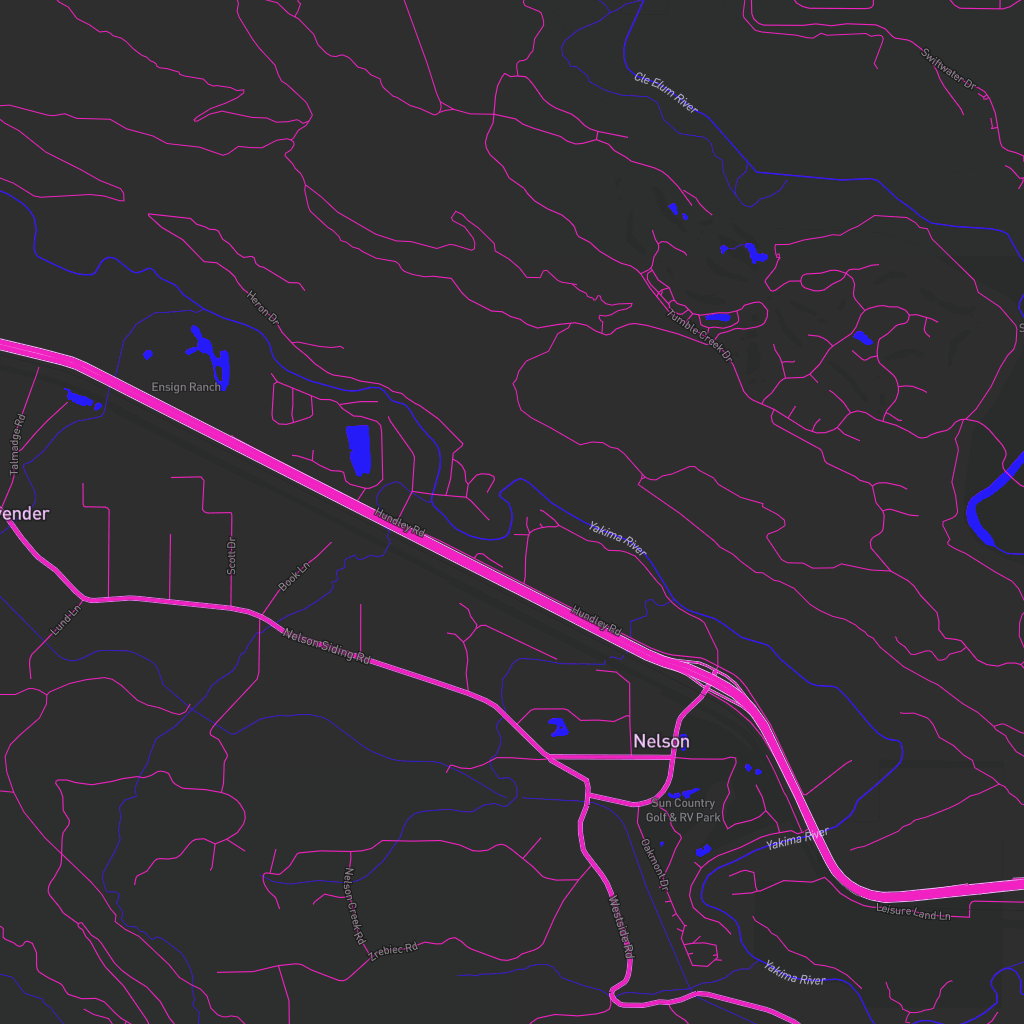 Swiftwater Dr
Cle Elum River
Heron Dr
Tumble Creek Dr
Ensign Ranch
Talmadge Rd
Hundley Rd
Yakima River
Scott Dr
Book Ln
Hundley Rd
Lund Ln
Nelson Siding Rd
Nelson
Sun Country
Golf & RV Park
Yakima River
Oakmont Dr
Nelson Creek Rd
Westside Rd
Leisure Land Ln
Zrebiec Rd
Yakima River